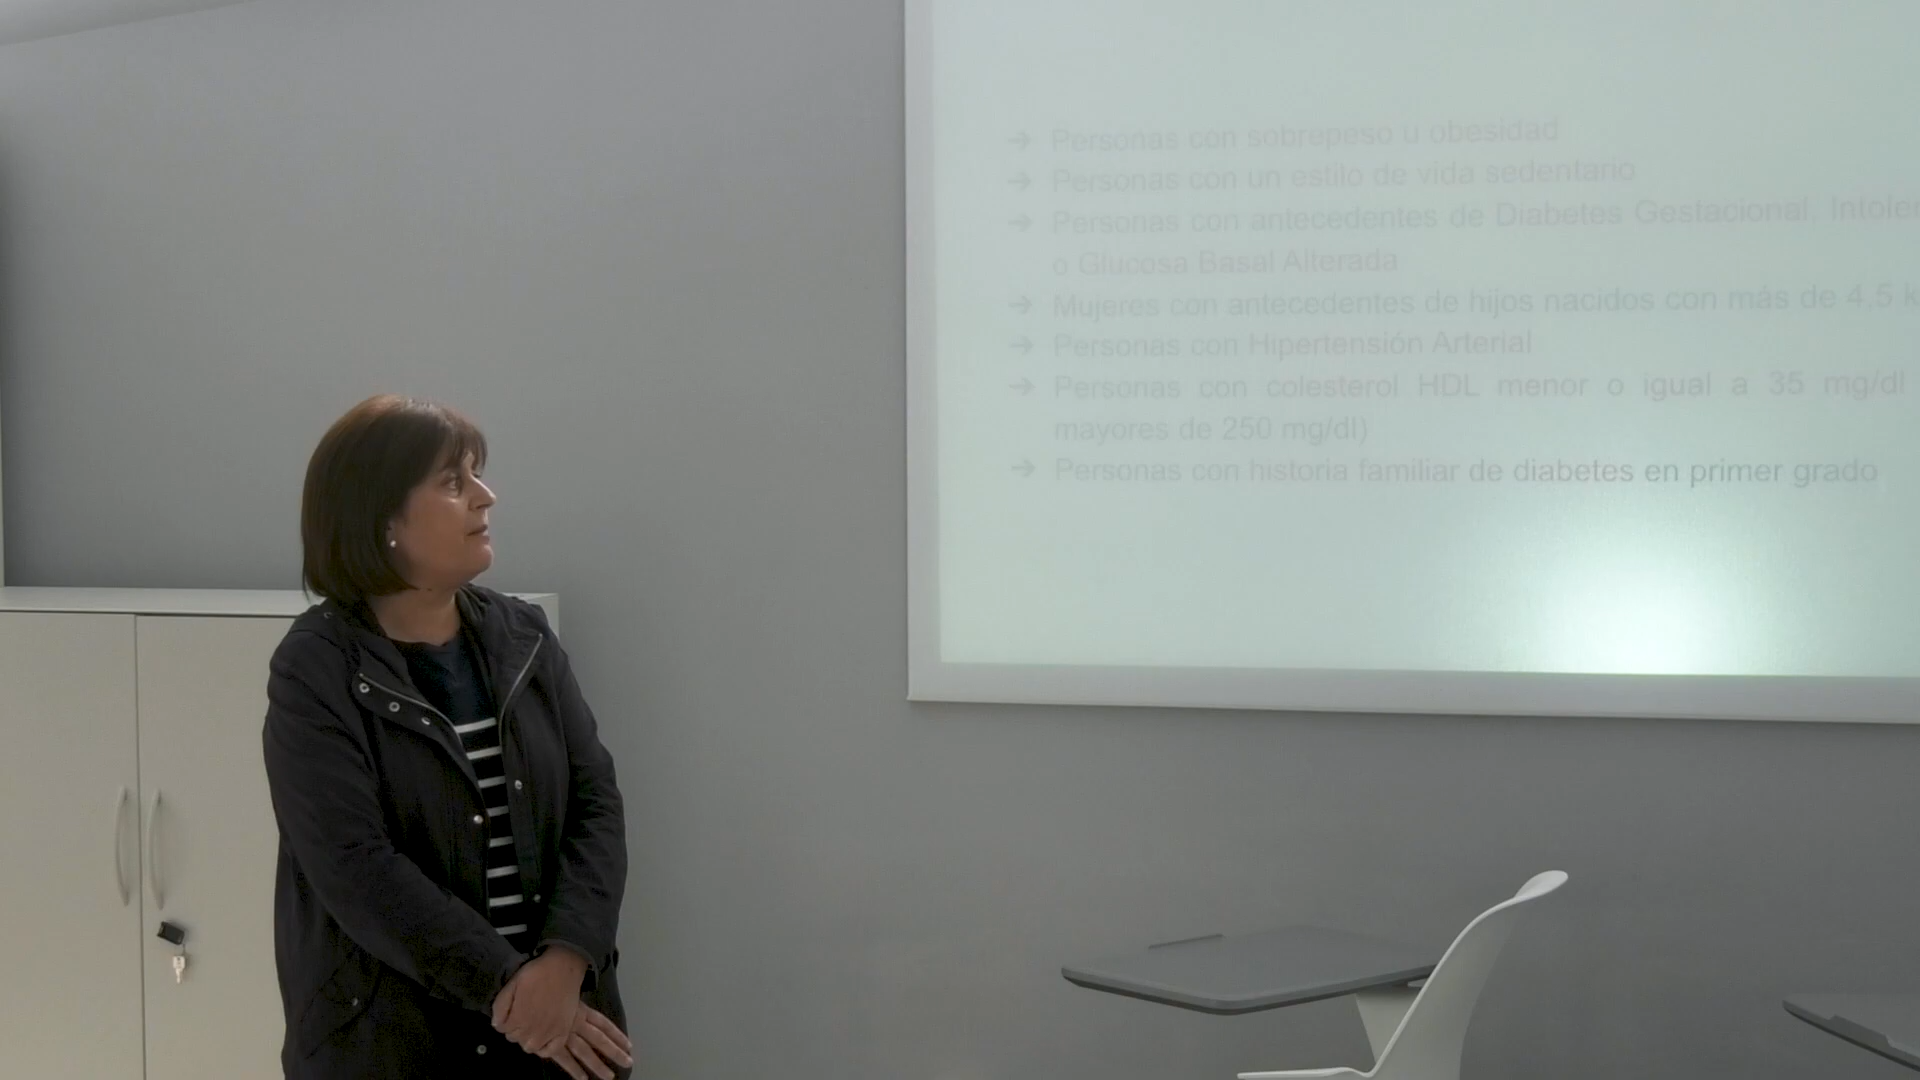 ➔ Personas con sobrepeso u obesidad
➔ Personas con un estilo de vida sedentario
➔ Personas con antecedentes de Diabetes Gestacional,
o Glucosa Basal Alterada
➔ Mujeres con antecedentes de hijos nacidos con más de 4,5
➔ Personas con Hipertensión Arterial
➔ Personas con colesterol HDL menor o igual a 35 mg/dl
mayores de 250 mg/dl)
➔ Personas con historia familiar de diabetes en primer grado